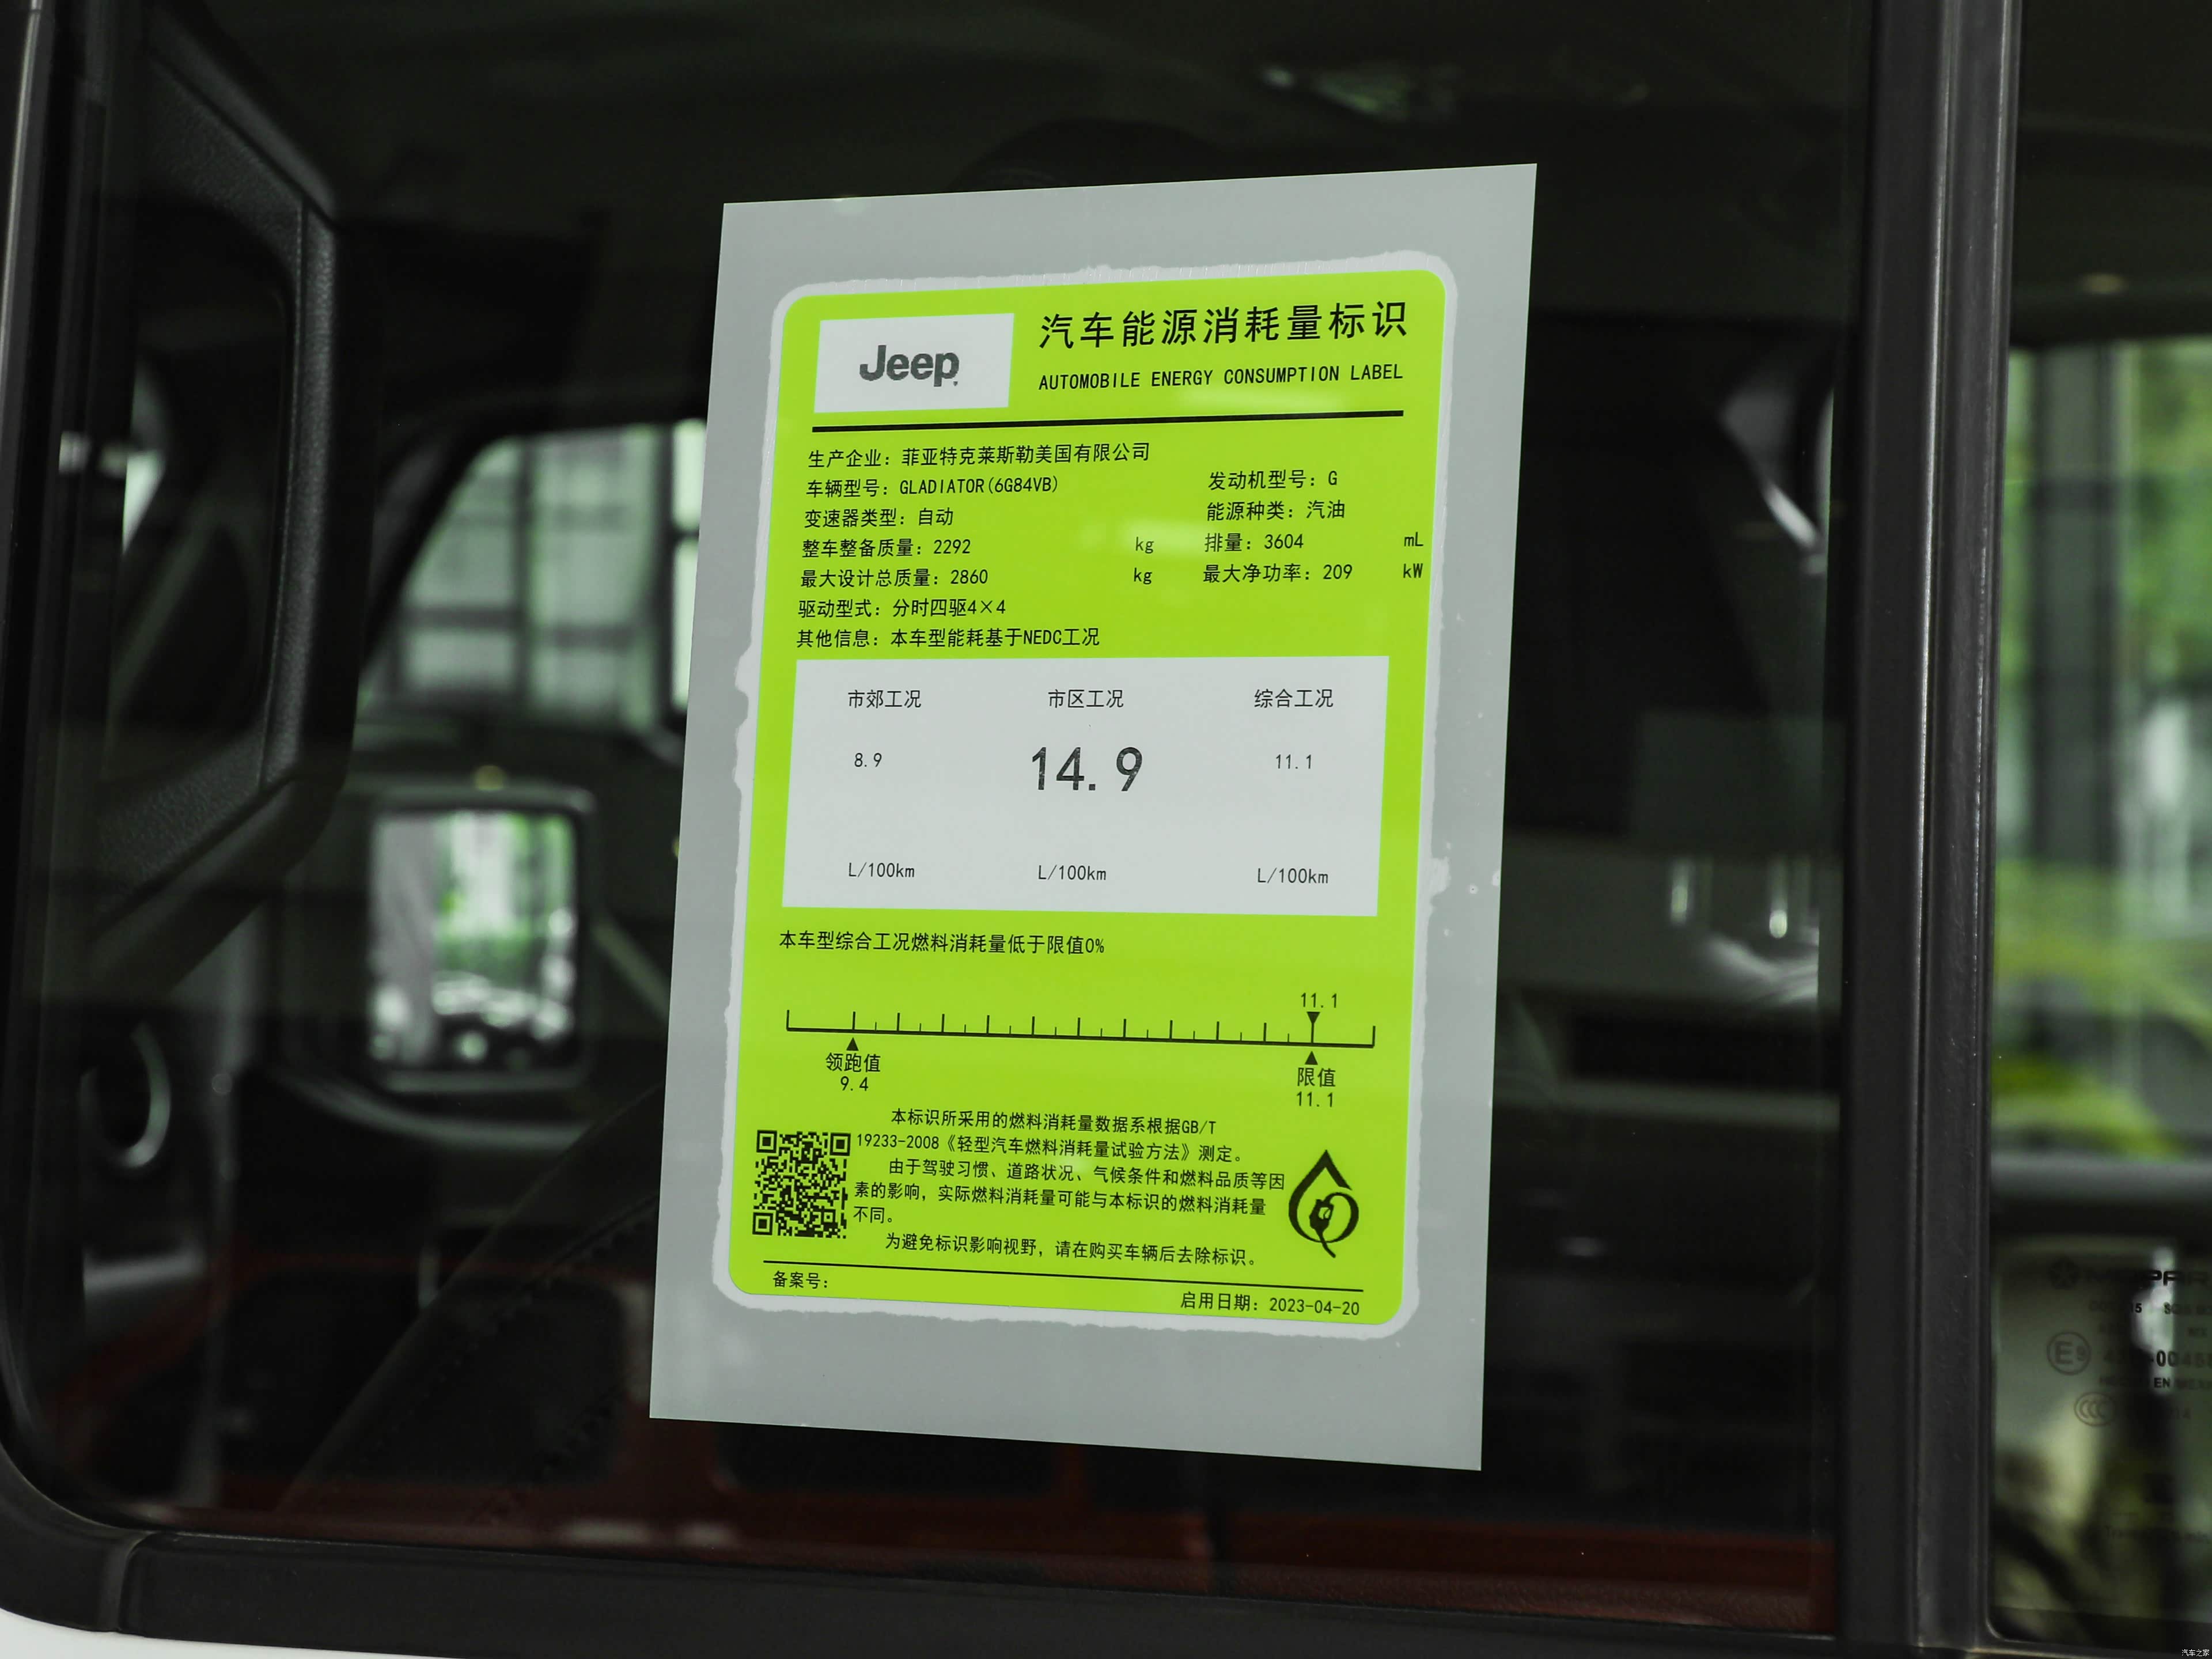 Jeep
汽车能源消耗量标识
AUTOMOBILE ENERGY CONSUMPTION LABEL
生产企业：菲亚特克莱斯勒美国有限公司
车辆型号：GLADIATOR(6G84VB) 发动机型号：G
变速器类型：自动 能源种类：汽油
整车整备质量：2292 kg 排量：3604 mL
最大设计总质量：2860 kg 最大净功率：209 kW
驱动型式：分时四驱4×4
其他信息：本车型能耗基于NEDC工况
市郊工况 市区工况 综合工况
8.9 14.9 11.1
L/100km L/100km L/100km
本车型综合工况燃料消耗量低于限值0%
11.1
领跑值 限值
9.4 11.1
本标识所采用的燃料消耗量数据系根据GB/T
19233-2008《轻型汽车燃料消耗量试验方法》测定。
由于驾驶习惯、道路状况、气候条件和燃料品质等因
素的影响，实际燃料消耗量可能与本标识的燃料消耗量
不同。
为避免标识影响视野，请在购买车辆后去除标识。
备案号：
启用日期：2023-04-20
汽车之家